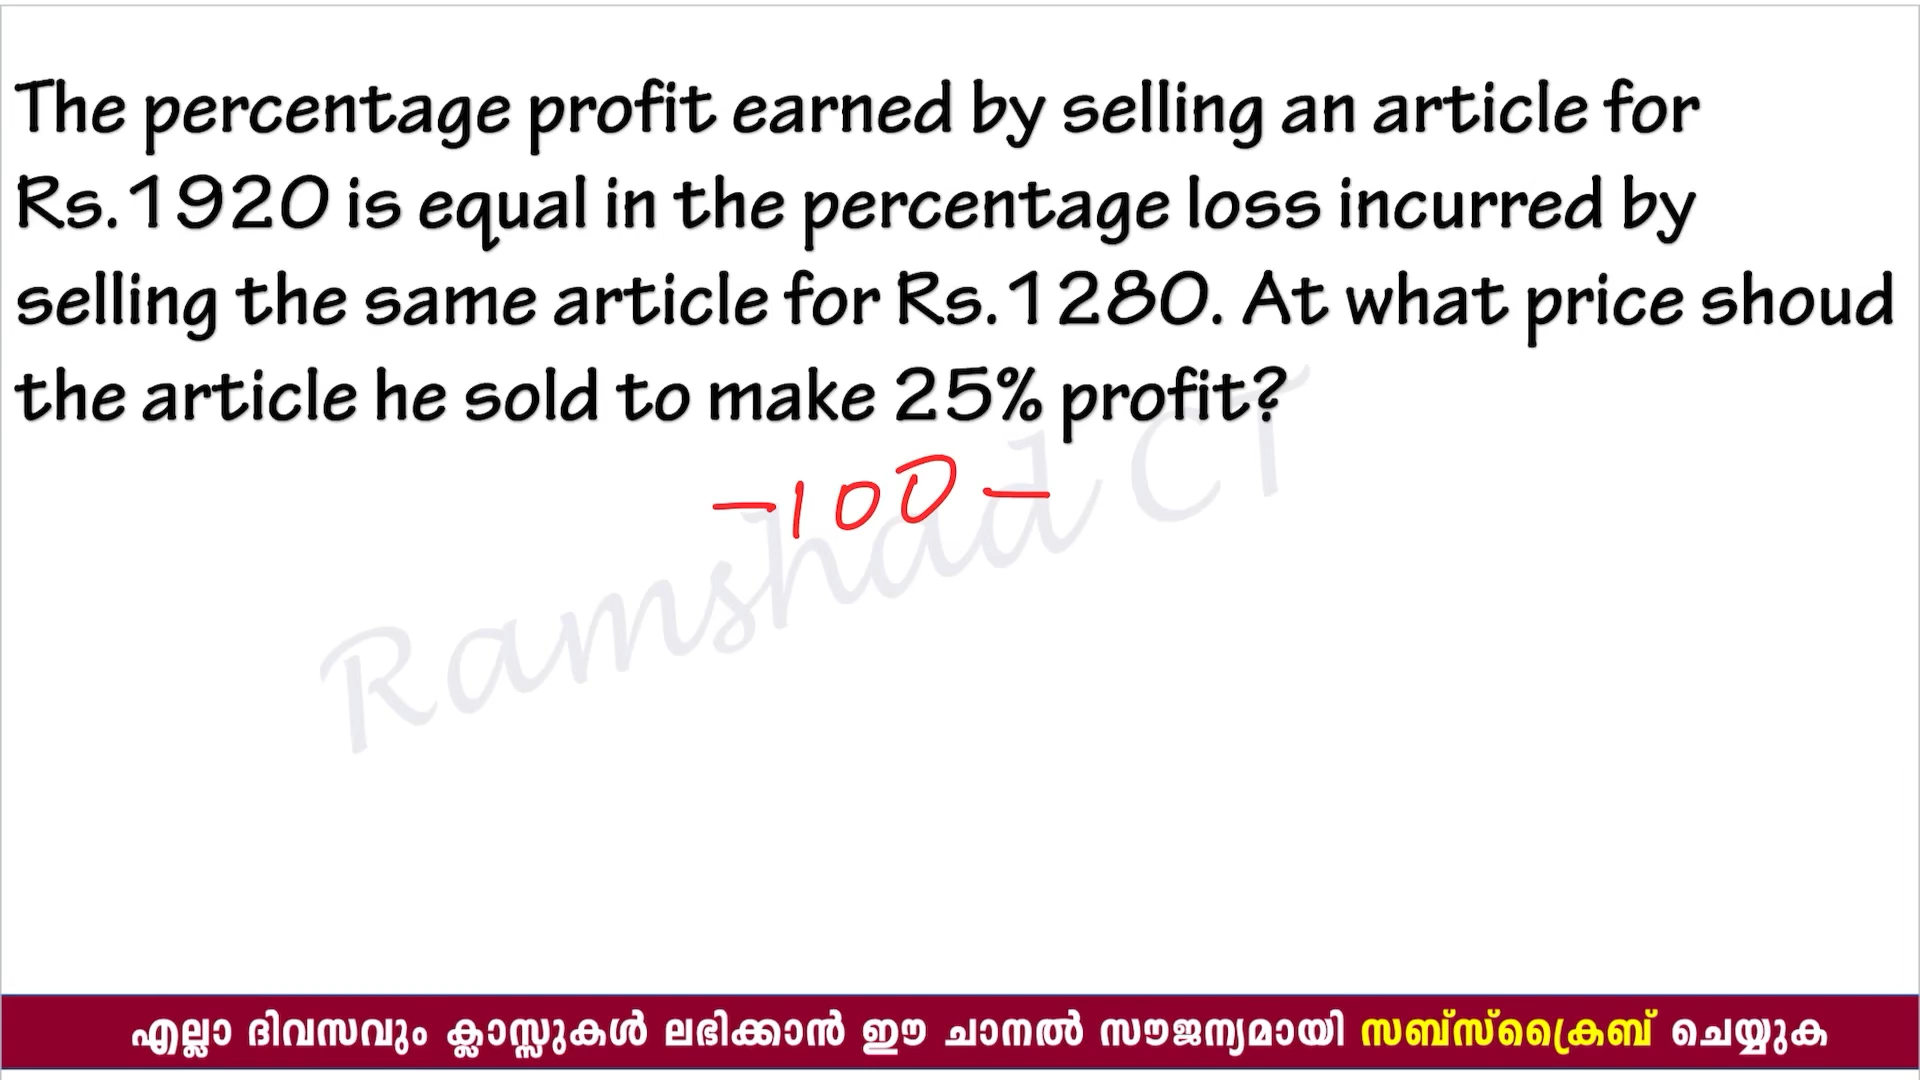 The percentage profit earned by selling an article for
Rs.1920 is equal in the percentage loss incurred by
selling the same article for Rs.1280. At what price shoud
the article he sold to make 25% profit?
-100-
Ramshad CT
എല്ലാ ദിവസവും ക്ലാസ്സുകൾ ലഭിക്കാൻ ഈ ചാനൽ സൗജന്യമായി സബ്സ്ക്രൈബ് ചെയ്യുക